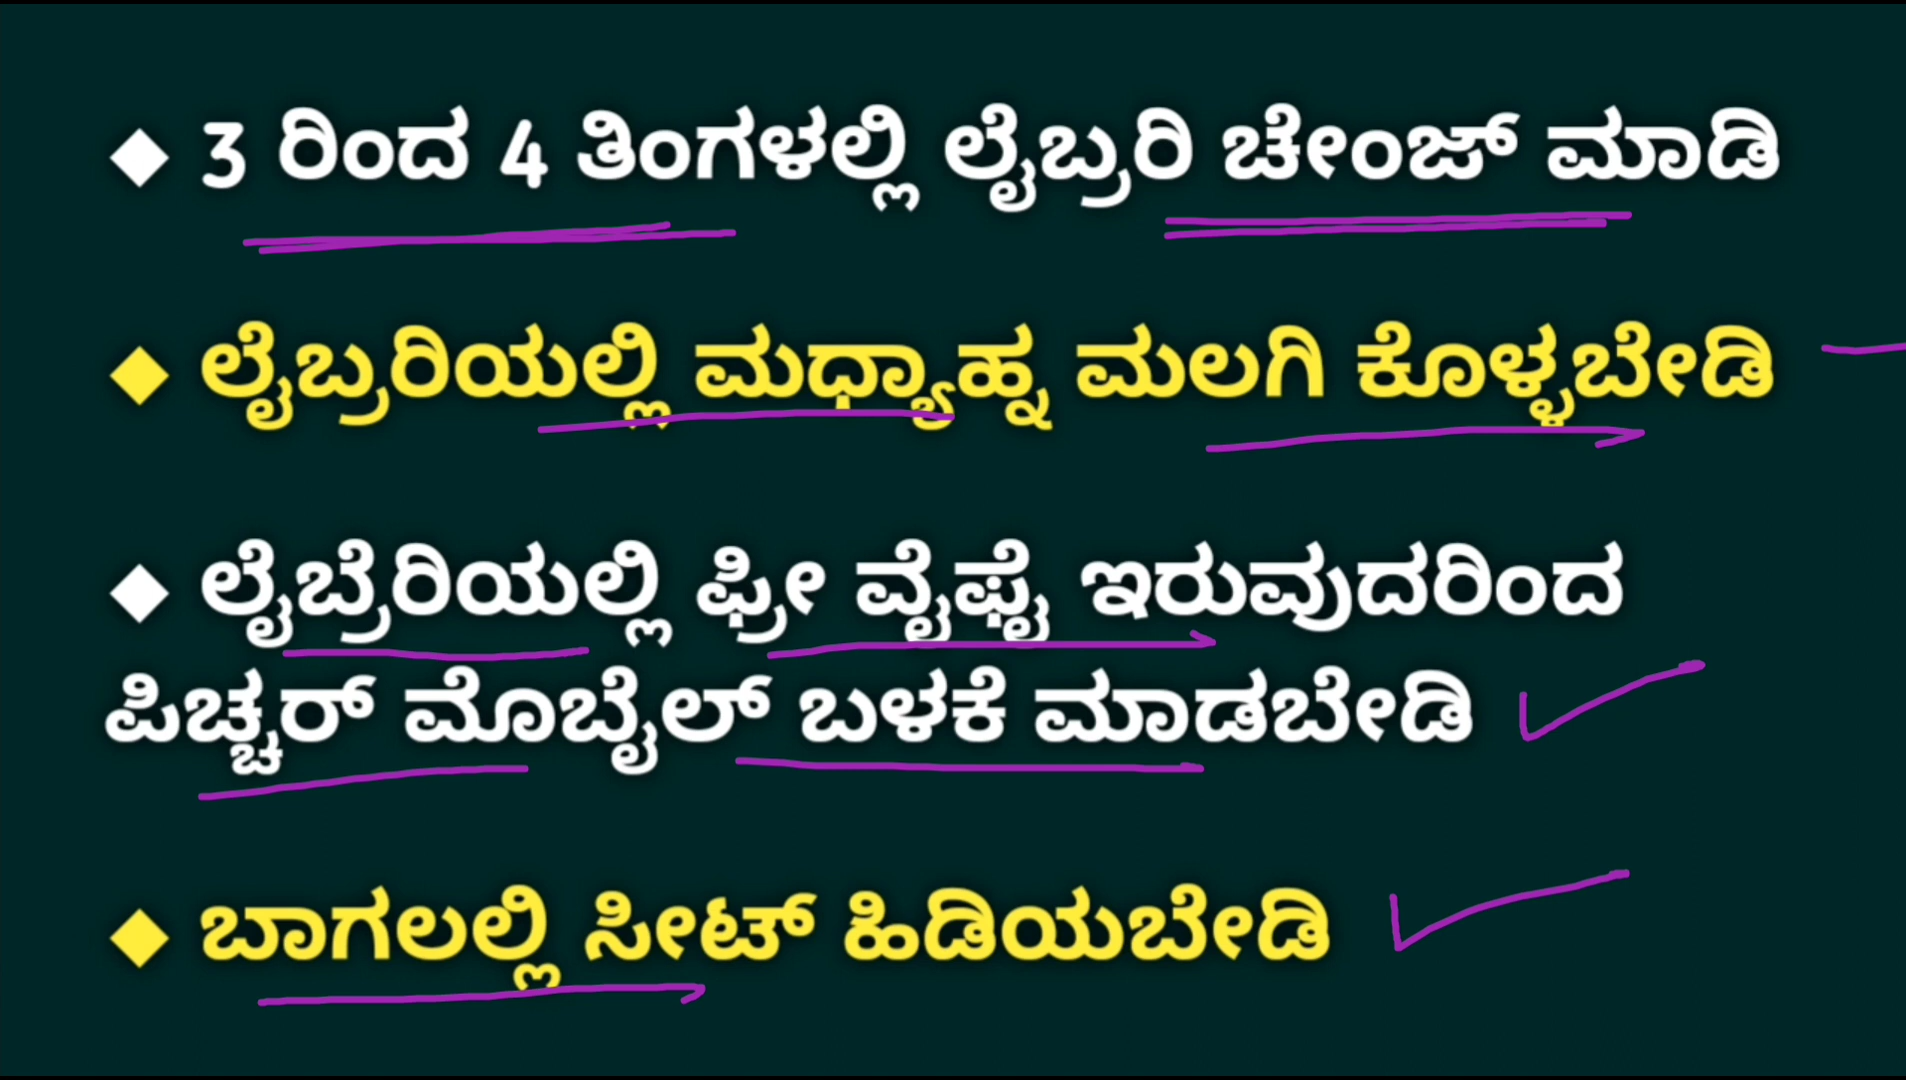 ◆ 3 ರಿಂದ 4 ತಿಂಗಳಲ್ಲಿ ಲೈಬ್ರರಿ ಚೇಂಜ್ ಮಾಡಿ
◆ ಲೈಬ್ರರಿಯಲ್ಲಿ ಮಧ್ಯಾಹ್ನ ಮಲಗಿ ಕೊಳ್ಳಬೇಡಿ
◆ ಲೈಬ್ರೆರಿಯಲ್ಲಿ ಫ್ರೀ ವೈಫೈ ಇರುವುದರಿಂದ
ಪಿಚ್ಚರ್ ಮೊಬೈಲ್ ಬಳಕೆ ಮಾಡಬೇಡಿ
◆ ಬಾಗಲಲ್ಲಿ ಸೀಟ್ ಹಿಡಿಯಬೇಡಿ